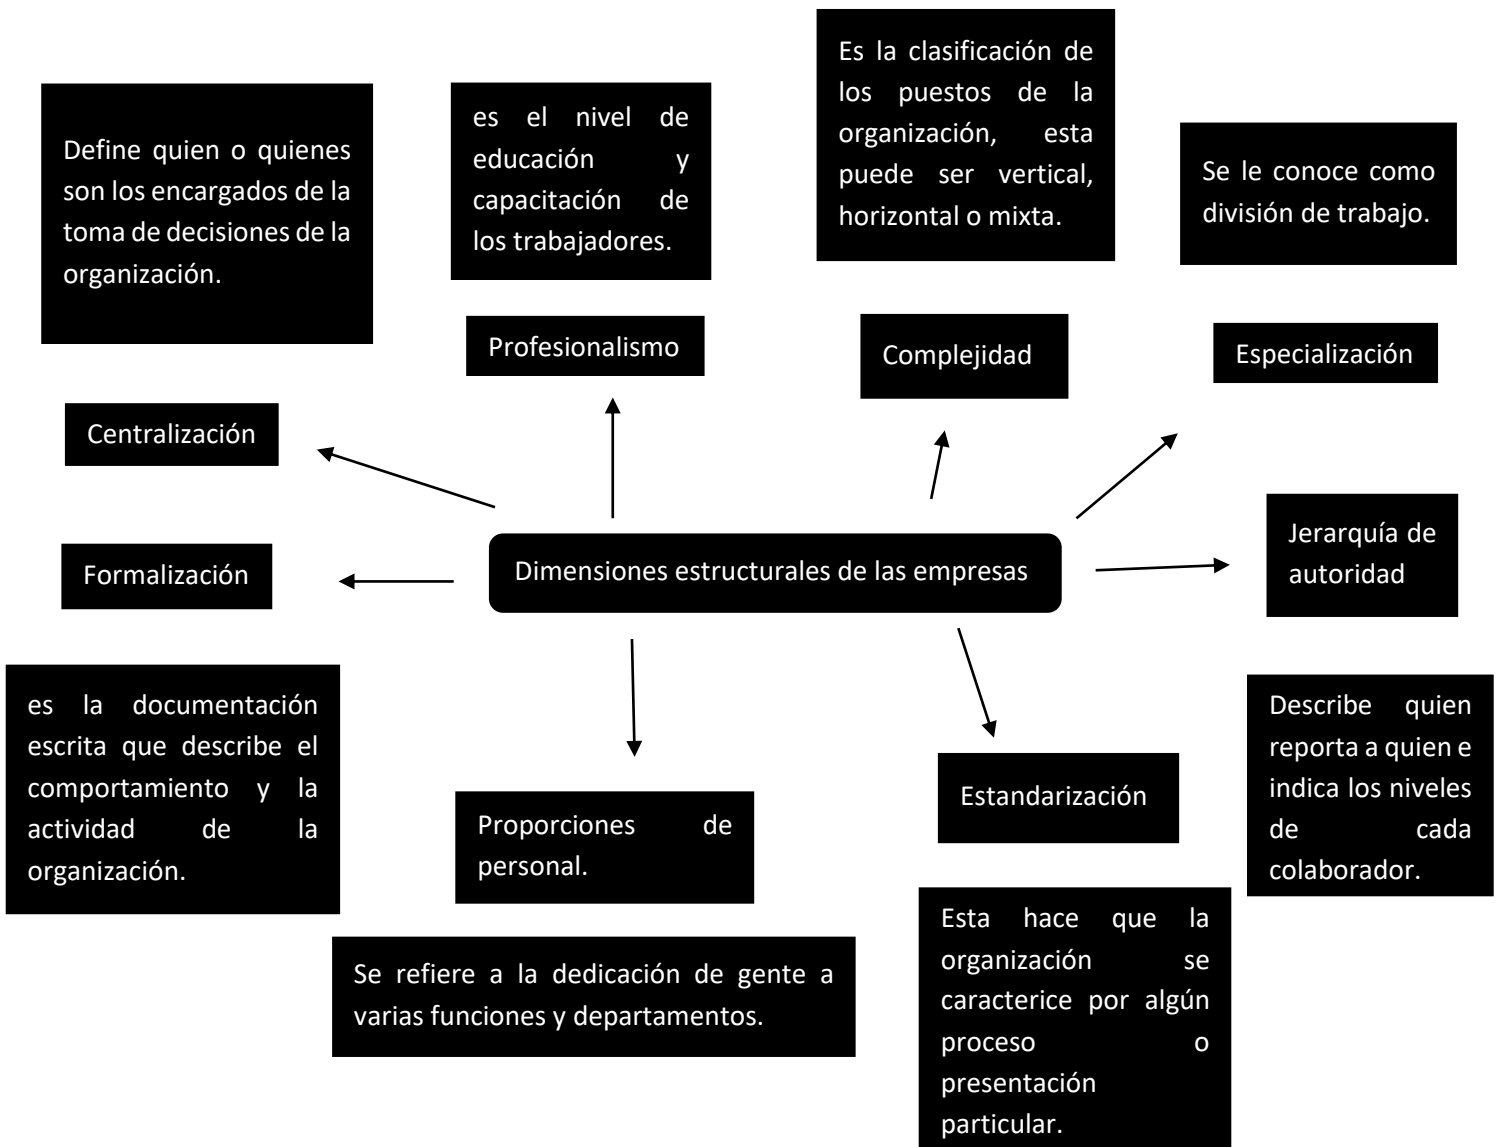 Define quien o quienes
son los encargados de la
toma de decisiones de la
organización.
es el nivel de
educación y
capacitación de
los trabajadores.
Es la clasificación de
los puestos de la
organización, esta
puede ser vertical,
horizontal o mixta.
Se le conoce como
división de trabajo.
Centralización
Profesionalismo
Complejidad
Especialización
Formalización
Dimensiones estructurales de las empresas
Jerarquía de
autoridad
es la documentación
escrita que describe el
comportamiento y la
actividad de la
organización.
Proporciones de
personal.
Estandarización
Describe quien
reporta a quien e
indica los niveles
de cada
colaborador.
Se refiere a la dedicación de gente a
varias funciones y departamentos.
Esta hace que la
organización se
caracterice por algún
proceso o
presentación
particular.